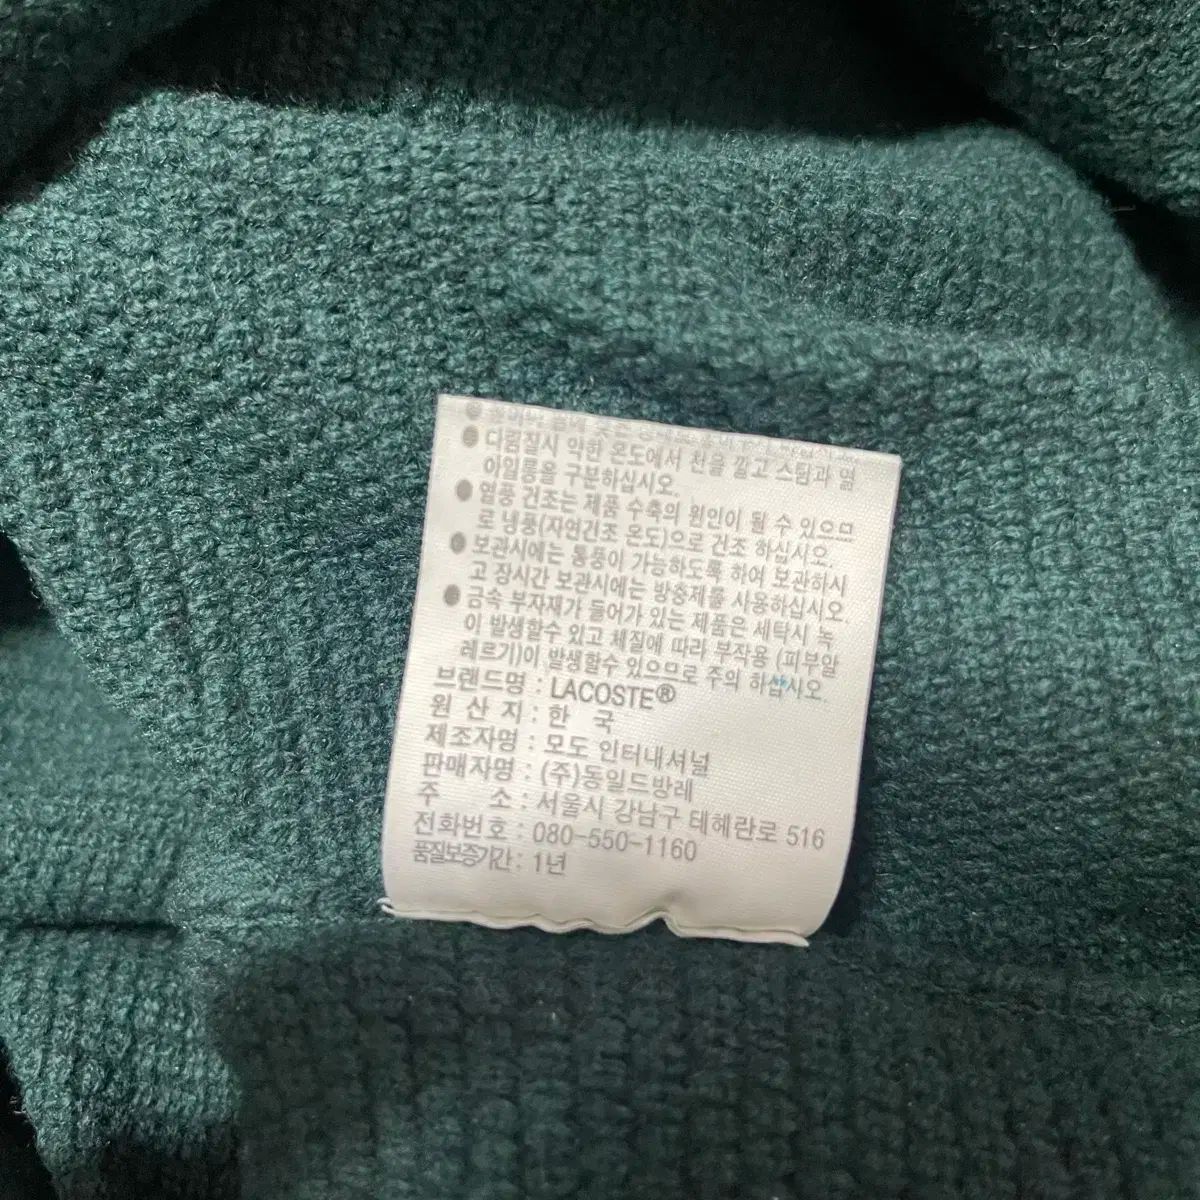 ● 다림질시 약한 온도에서 천을 깔고 스팀과 열
이일룡올 구분하십시오.
● 열풍 건조는 제품 수축의 원인이 될 수 있으므
로 냉풍(자연건조 온도)으로 건조 하십시오.
● 보관시에는 통풍이 가능하도록 하여 보관하시
고 장시간 보관시에는 방충제를 사용하십시오.
● 금속 부자재가 들어가 있는 제품은 세탁시 녹
이 발생할수 있고 체질에 따라 부작용 (피부알
레르기)이 발생할수 있으므로 주의 하십시오.
브랜드명 : LACOSTE®
원 산 지 : 한 국
제조자명 : 모도 인터내셔널
판매자명 : (주)동일드방레
주 소 : 서울시 강남구 테헤란로 516
전화번호 : 080-550-1160
품질보증기간 : 1년